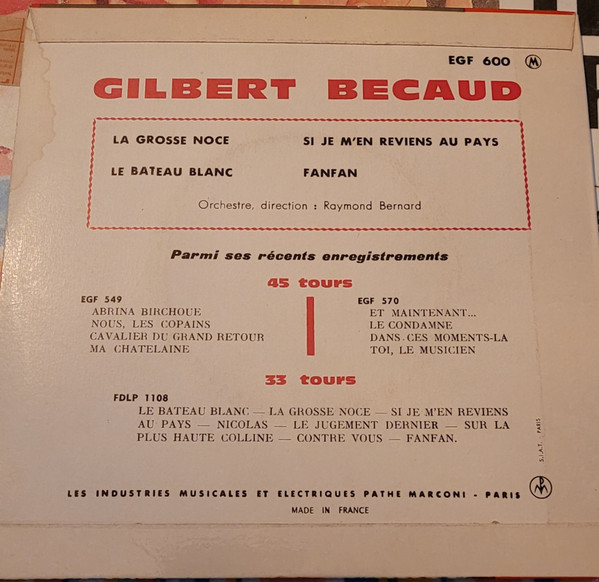 EGF 600 M
GILBERT BECAUD
LA GROSSE NOCE
SI JE M'EN REVIENS AU PAYS
LE BATEAU BLANC
FANFAN
Orchestre, direction : Raymond Bernard
Parmi ses récents enregistrements
45 tours
EGF 549
ABRINA BIRCHOUE
NOUS, LES COPAINS
CAVALIER DU GRAND RETOUR
MA CHATELAINE
EGF 570
ET MAINTENANT...
LE CONDAMNE
DANS CES MOMENTS-LA
TOI, LE MUSICIEN
33 tours
FDLP 1108
LE BATEAU BLANC — LA GROSSE NOCE — SI JE M'EN REVIENS
AU PAYS — NICOLAS — LE JUGEMENT DERNIER — SUR LA
PLUS HAUTE COLLINE — CONTRE VOUS — FANFAN.
S.I.A.T. PARIS
LES INDUSTRIES MUSICALES ET ELECTRIQUES PATHE MARCONI - PARIS
MADE IN FRANCE